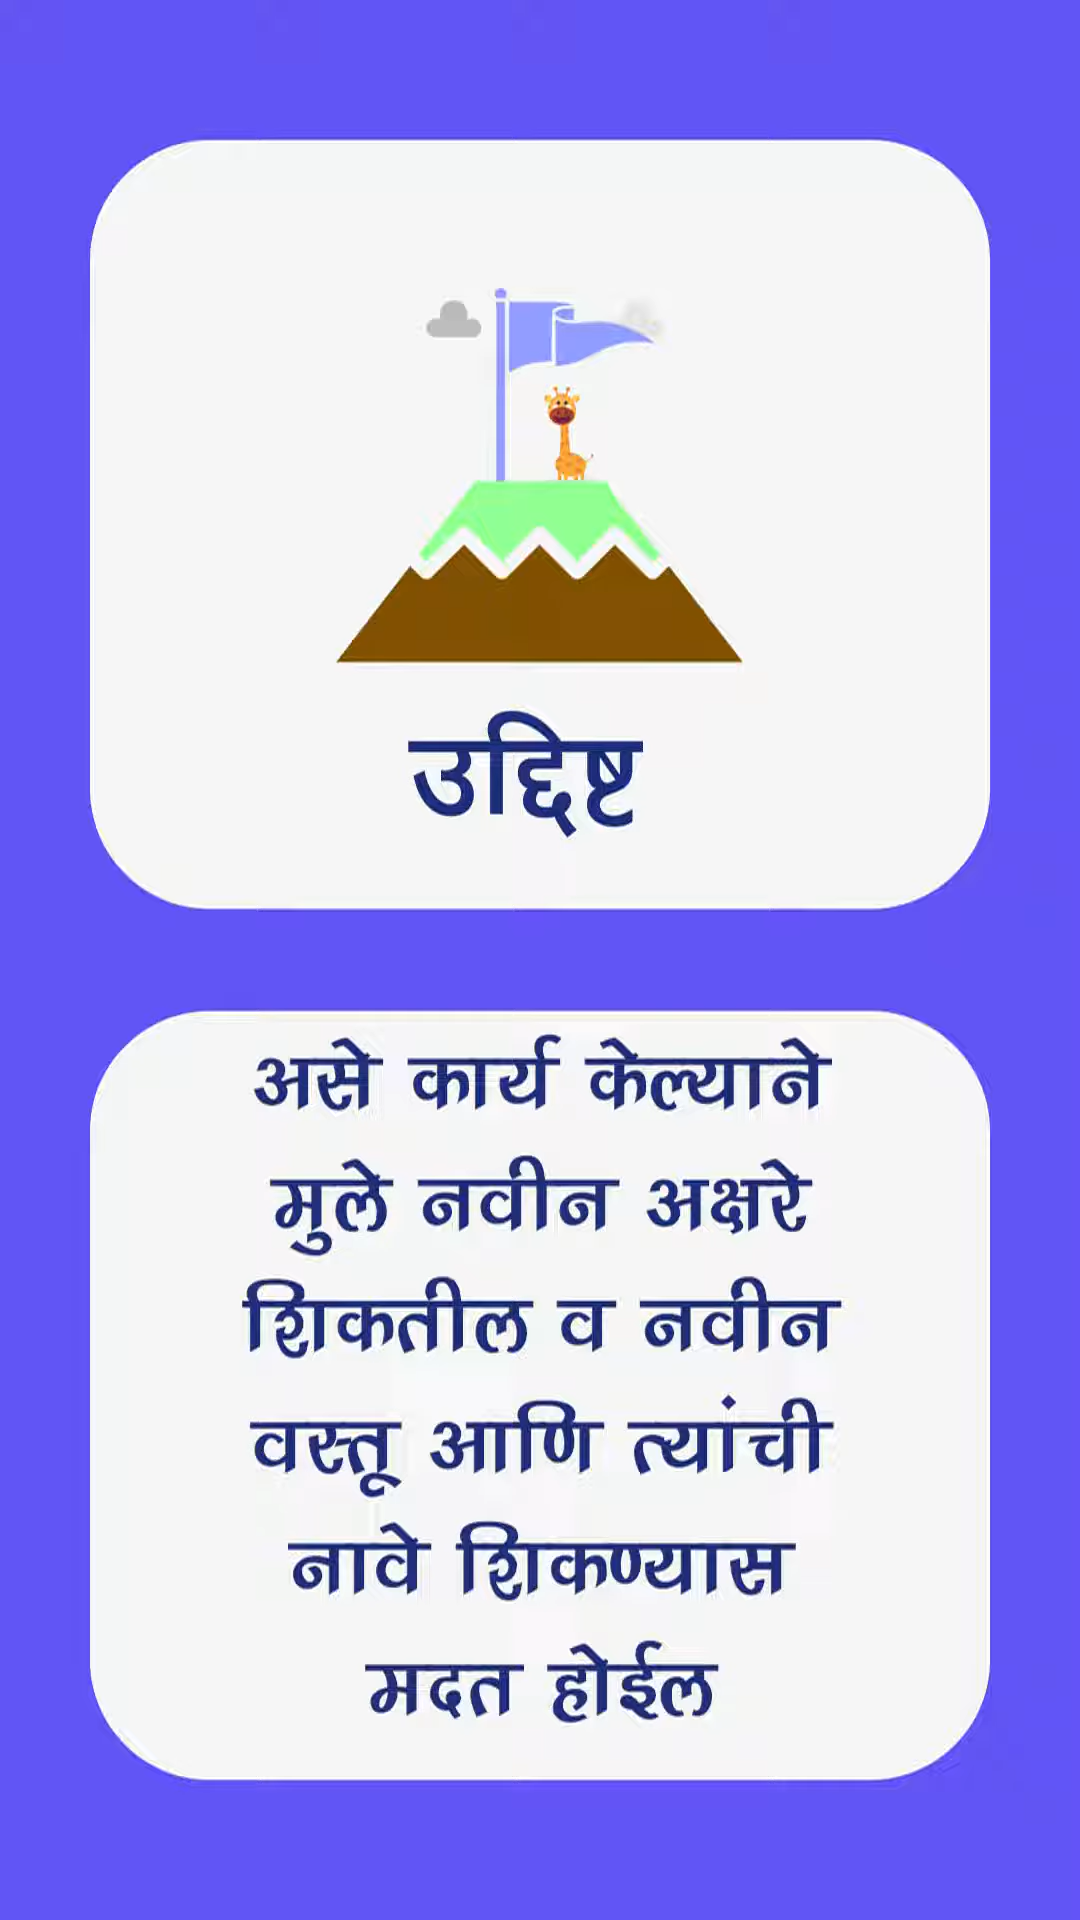 उद्दिष्ट
असे कार्य केल्याने
मुले नवीन अक्षरे
शिकतील व नवीन
वस्तू आणि त्यांची
नावे शिकण्यास
मदत होईल